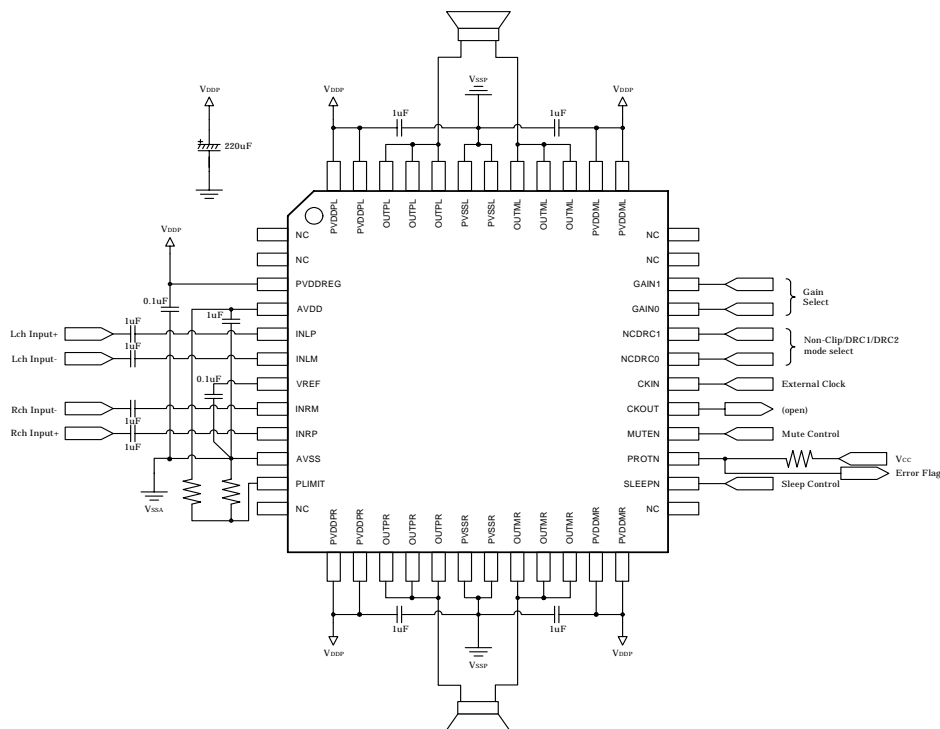 VSSP
VDDP
VDDP
VDDP
1uF
1uF
220uF
PVDDPL
PVDDPL
OUTPL
OUTPL
OUTPL
PVSSL
PVSSL
OUTML
OUTML
OUTML
PVDDML
PVDDML
VDDP
NC
NC
PVDDREG
AVDD
INLP
INLM
VREF
INRM
INRP
AVSS
PLIMIT
NC
NC
NC
GAIN1
GAIN0
NCDRC1
NCDRC0
CKIN
CKOUT
MUTEN
PROTN
SLEEPN
NC
Gain
Select
Non-Clip/DRC1/DRC2
mode select
External Clock
(open)
Mute Control
VCC
Error Flag
Sleep Control
0.1uF
1uF
1uF
Lch Input+
1uF
Lch Input-
0.1uF
Rch Input-
1uF
Rch Input+
1uF
VSSA
PVDDPR
PVDDPR
OUTPR
OUTPR
OUTPR
PVSSR
PVSSR
OUTMR
OUTMR
OUTMR
PVDDMR
PVDDMR
1uF
1uF
VDDP
VSSP
VDDP